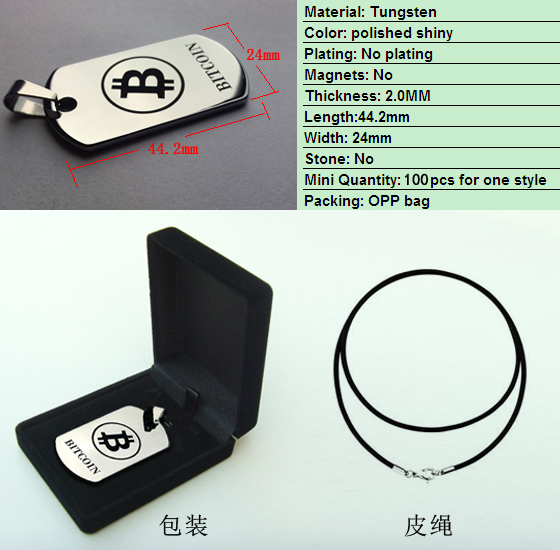 BITCOIN
24mm
44.2mm
Material: Tungsten
Color: polished shiny
Plating: No plating
Magnets: No
Thickness: 2.0MM
Length:44.2mm
Width: 24mm
Stone: No
Mini Quantity: 100pcs for one style
Packing: OPP bag
BITCOIN
包装
皮绳